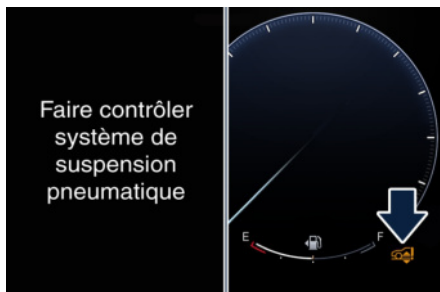 Faire contrôler
système de
suspension
pneumatique
E
F